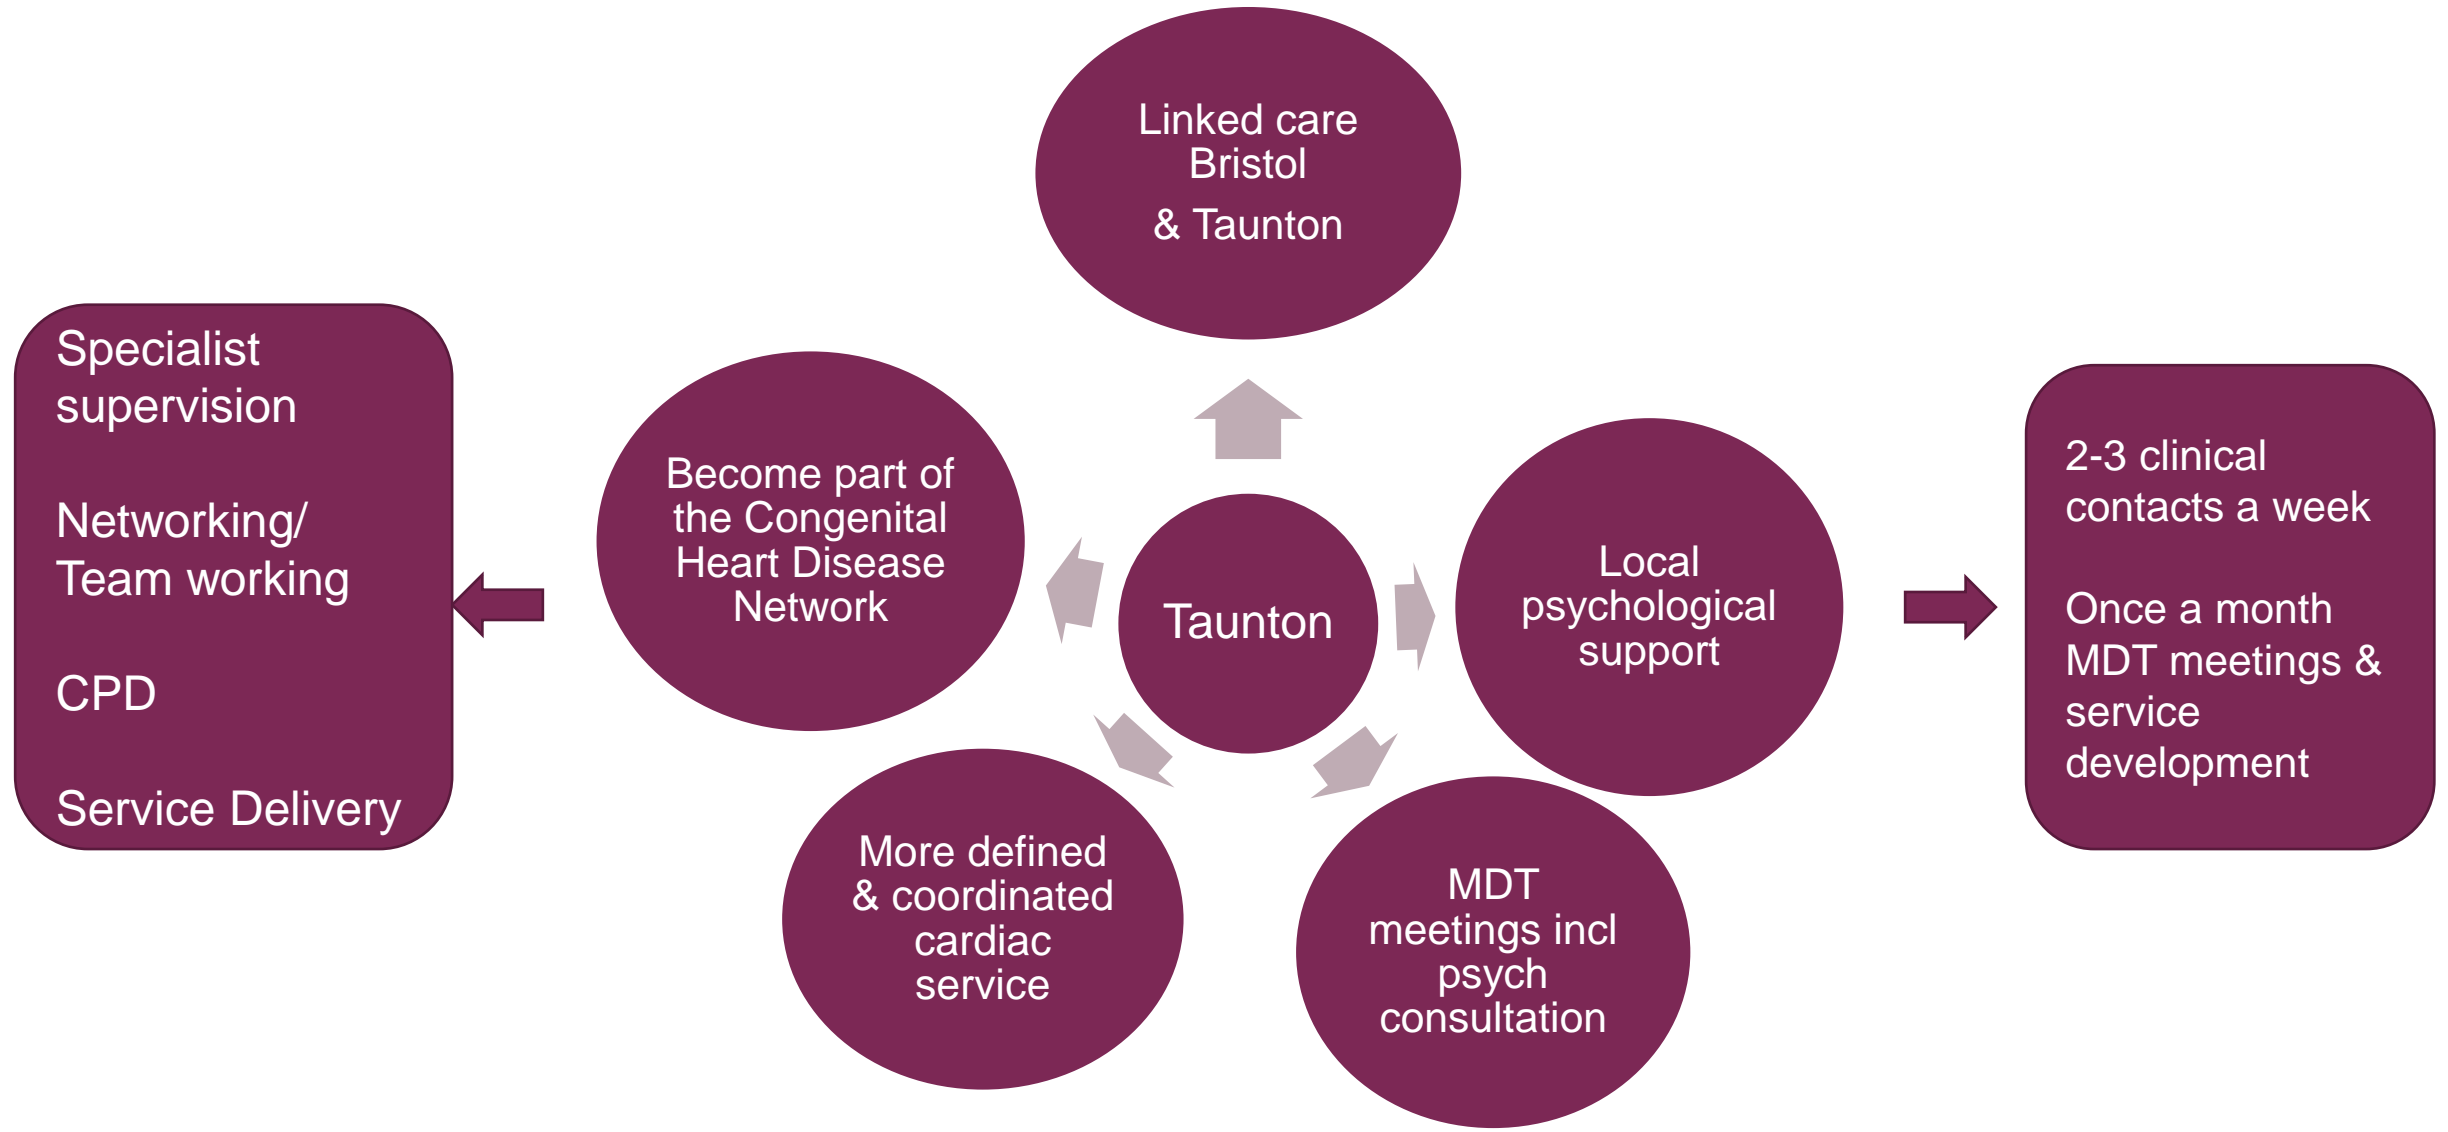 Linked care
Bristol
& Taunton
Specialist
supervision
Networking/
Team working
CPD
Service Delivery
Become part of
the Congenital
Heart Disease
Network
Taunton
Local
psychological
support
2-3 clinical
contacts a week
Once a month
MDT meetings &
service
development
More defined
& coordinated
cardiac
service
MDT
meetings incl
psych
consultation